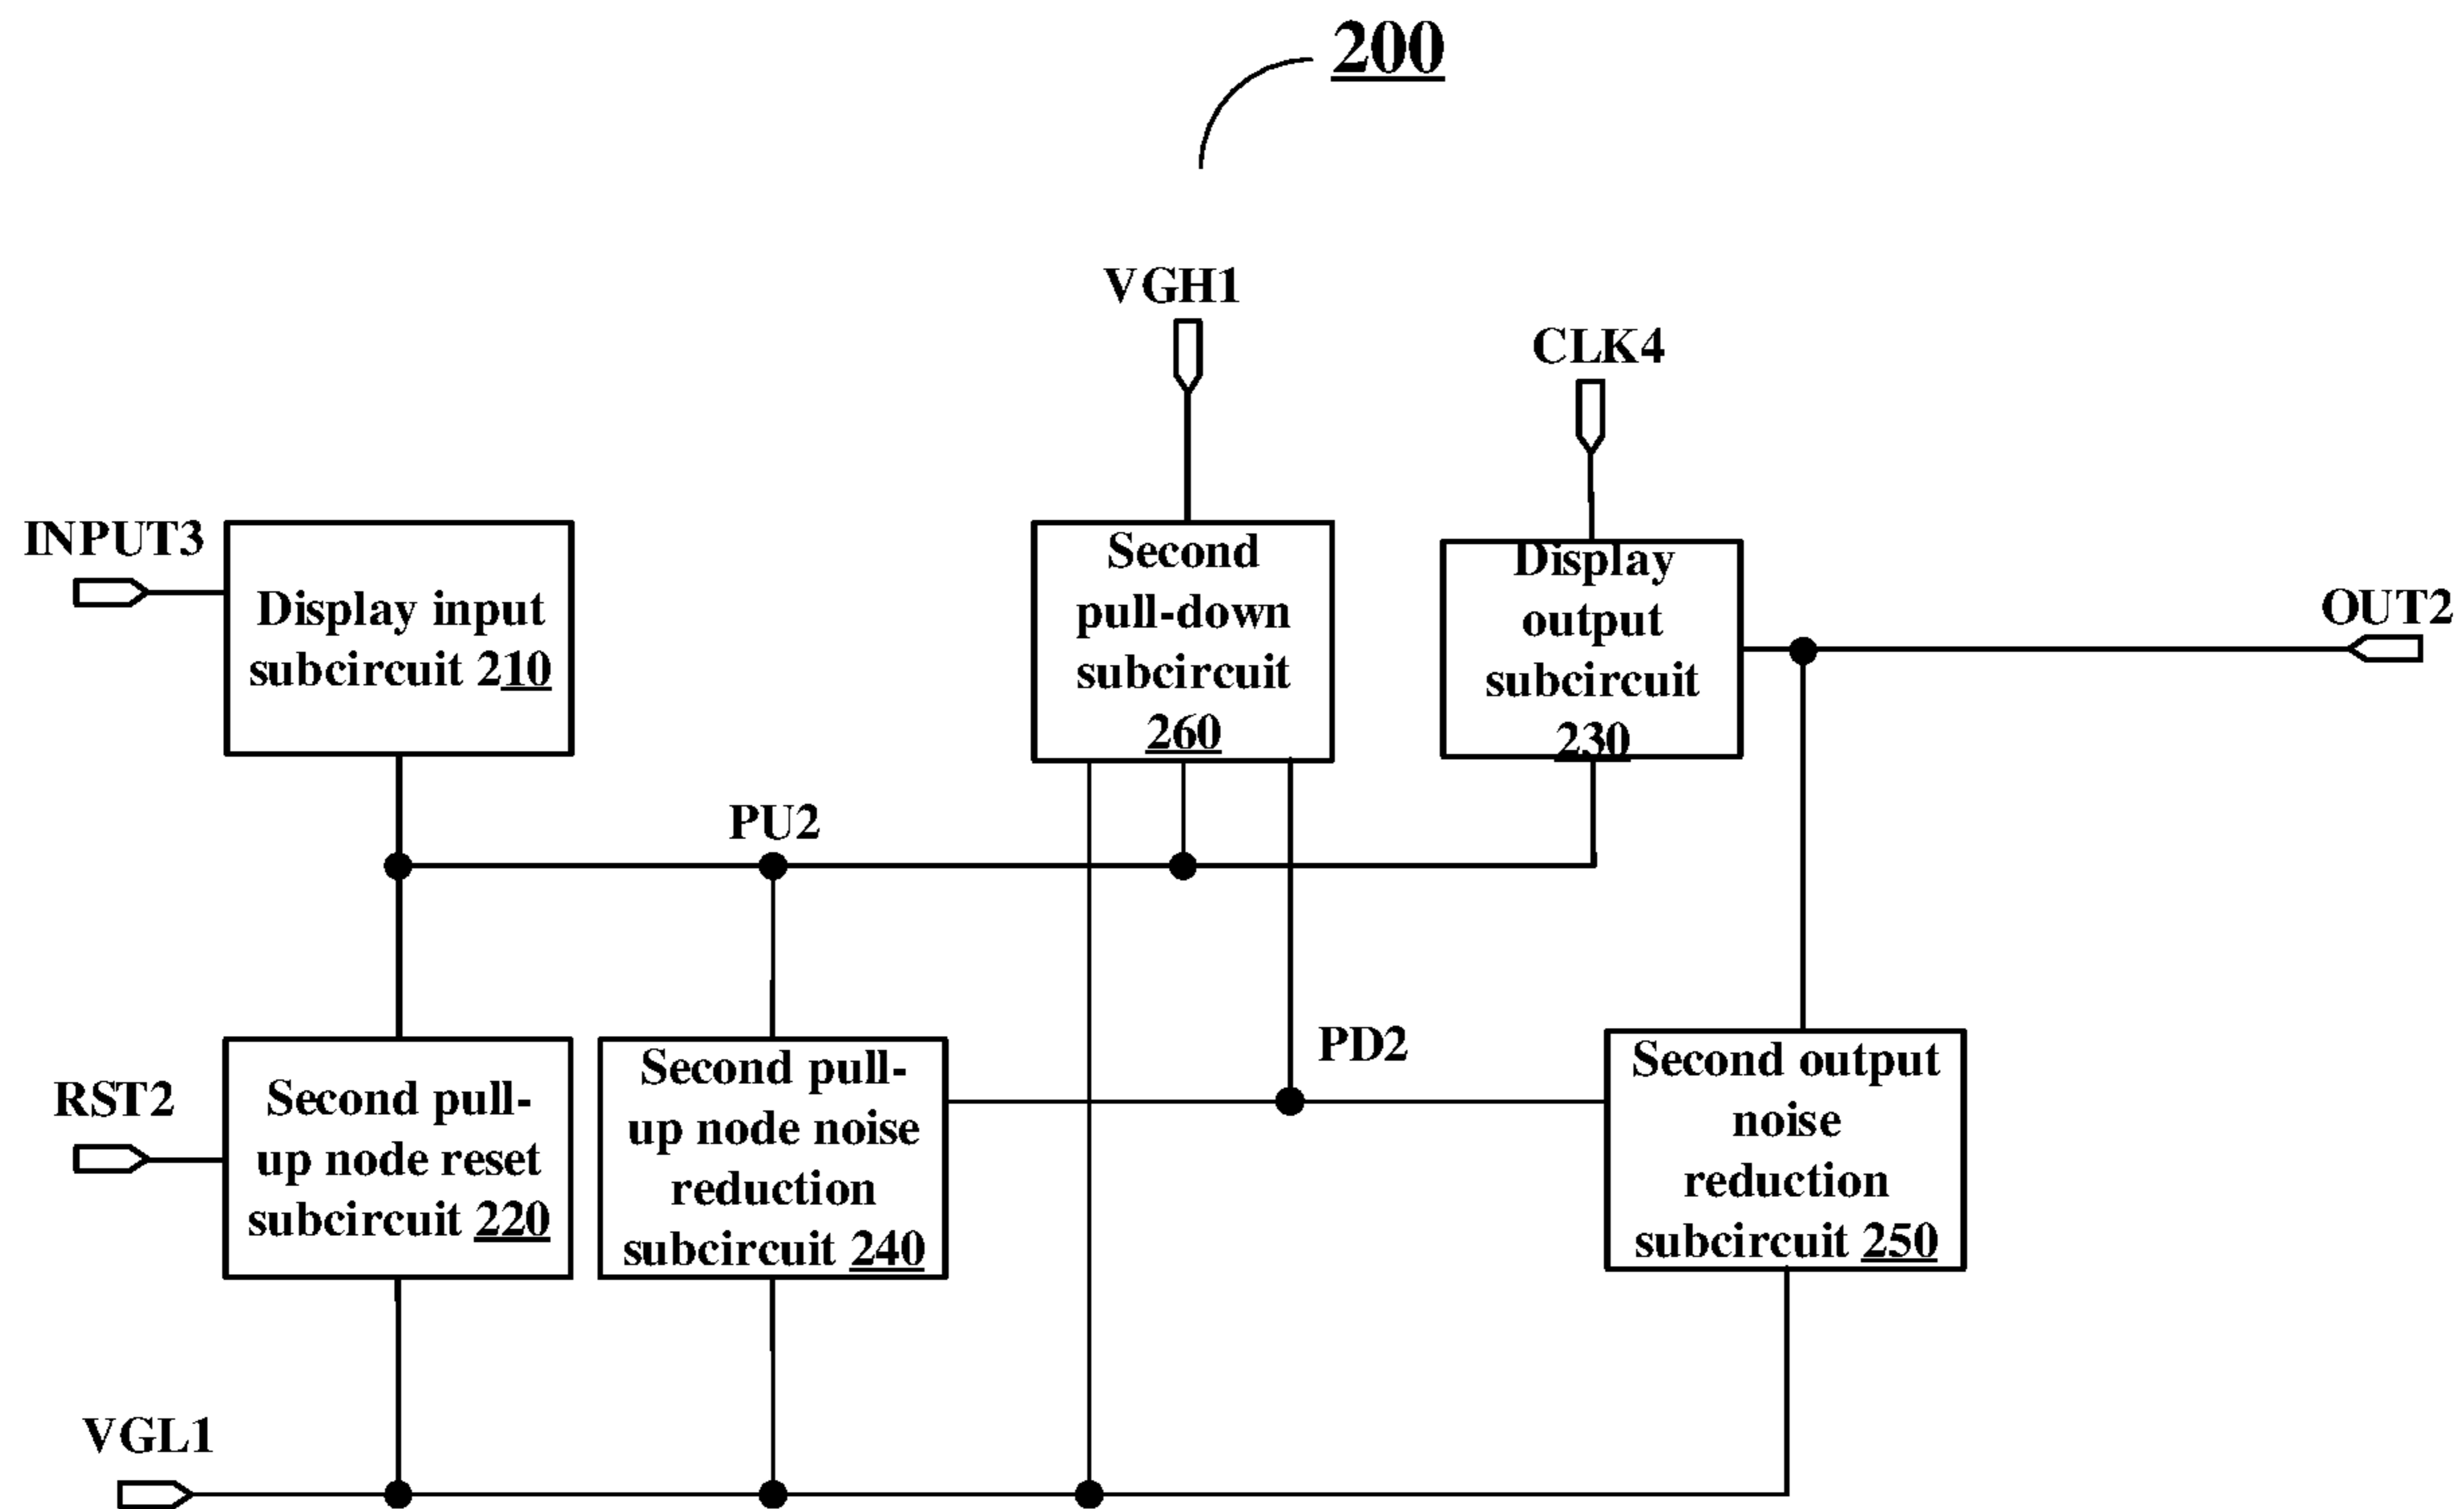 200
VGH1
CLK4
INPUT3
Display input
subcircuit 210
Second
pull-down
subcircuit
260
Display
output
subcircuit
230
OUT2
PU2
RST2
Second pull-
up node reset
subcircuit 220
Second pull-
up node noise
reduction
subcircuit 240
PD2
Second output
noise
reduction
subcircuit 250
VGL1